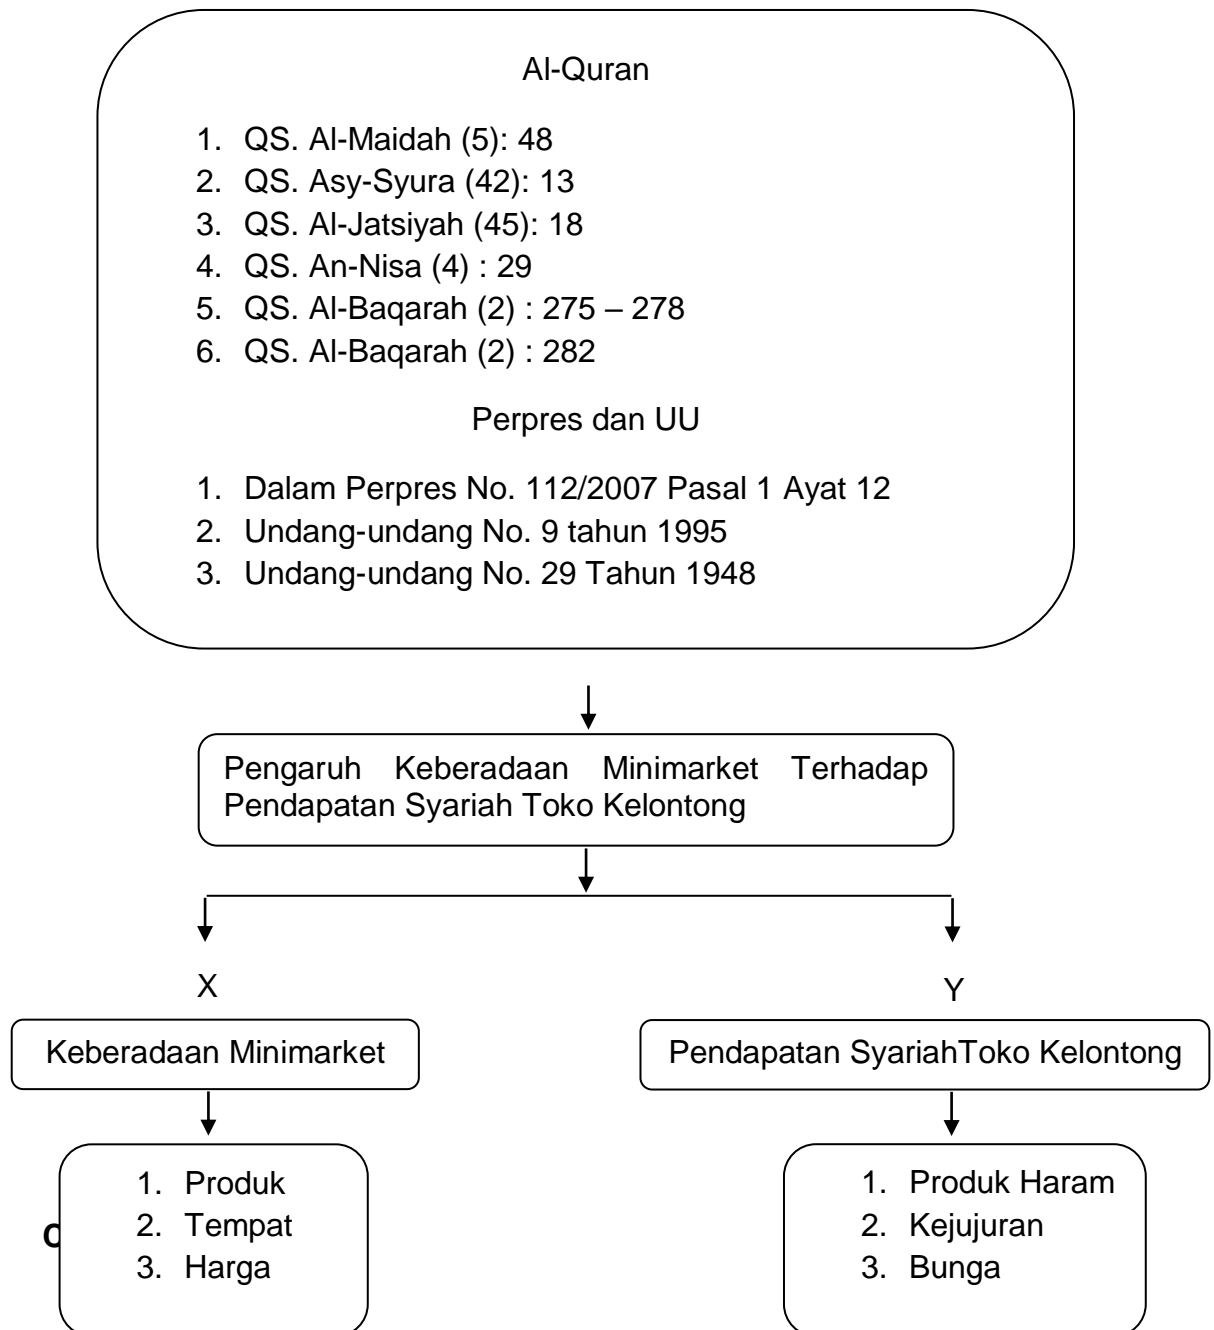 Al-Quran
1. QS. Al-Maidah (5): 48
2. QS. Asy-Syura (42): 13
3. QS. Al-Jatsiyah (45): 18
4. QS. An-Nisa (4) : 29
5. QS. Al-Baqarah (2) : 275 – 278
6. QS. Al-Baqarah (2) : 282
Perpres dan UU
1. Dalam Perpres No. 112/2007 Pasal 1 Ayat 12
2. Undang-undang No. 9 tahun 1995
3. Undang-undang No. 29 Tahun 1948
Pengaruh Keberadaan Minimarket Terhadap
Pendapatan Syariah Toko Kelontong
X
Keberadaan Minimarket
1. Produk
2. Tempat
3. Harga
Y
Pendapatan SyariahToko Kelontong
1. Produk Haram
2. Kejujuran
3. Bunga